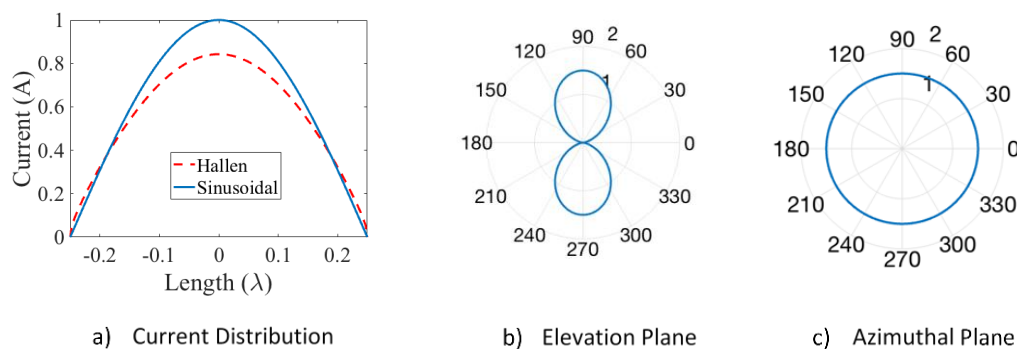 1
0.8
0.6
0.4
0.2
0
Current (A)
Hallen
Sinusoidal
-0.2 -0.1 0 0.1 0.2
Length (λ)
a) Current Distribution
90 2
120 60
1
150 30
180 0
210 330
240 300
270
b) Elevation Plane
90 2
120 60
1
150 30
180 0
210 330
240 300
270
c) Azimuthal Plane